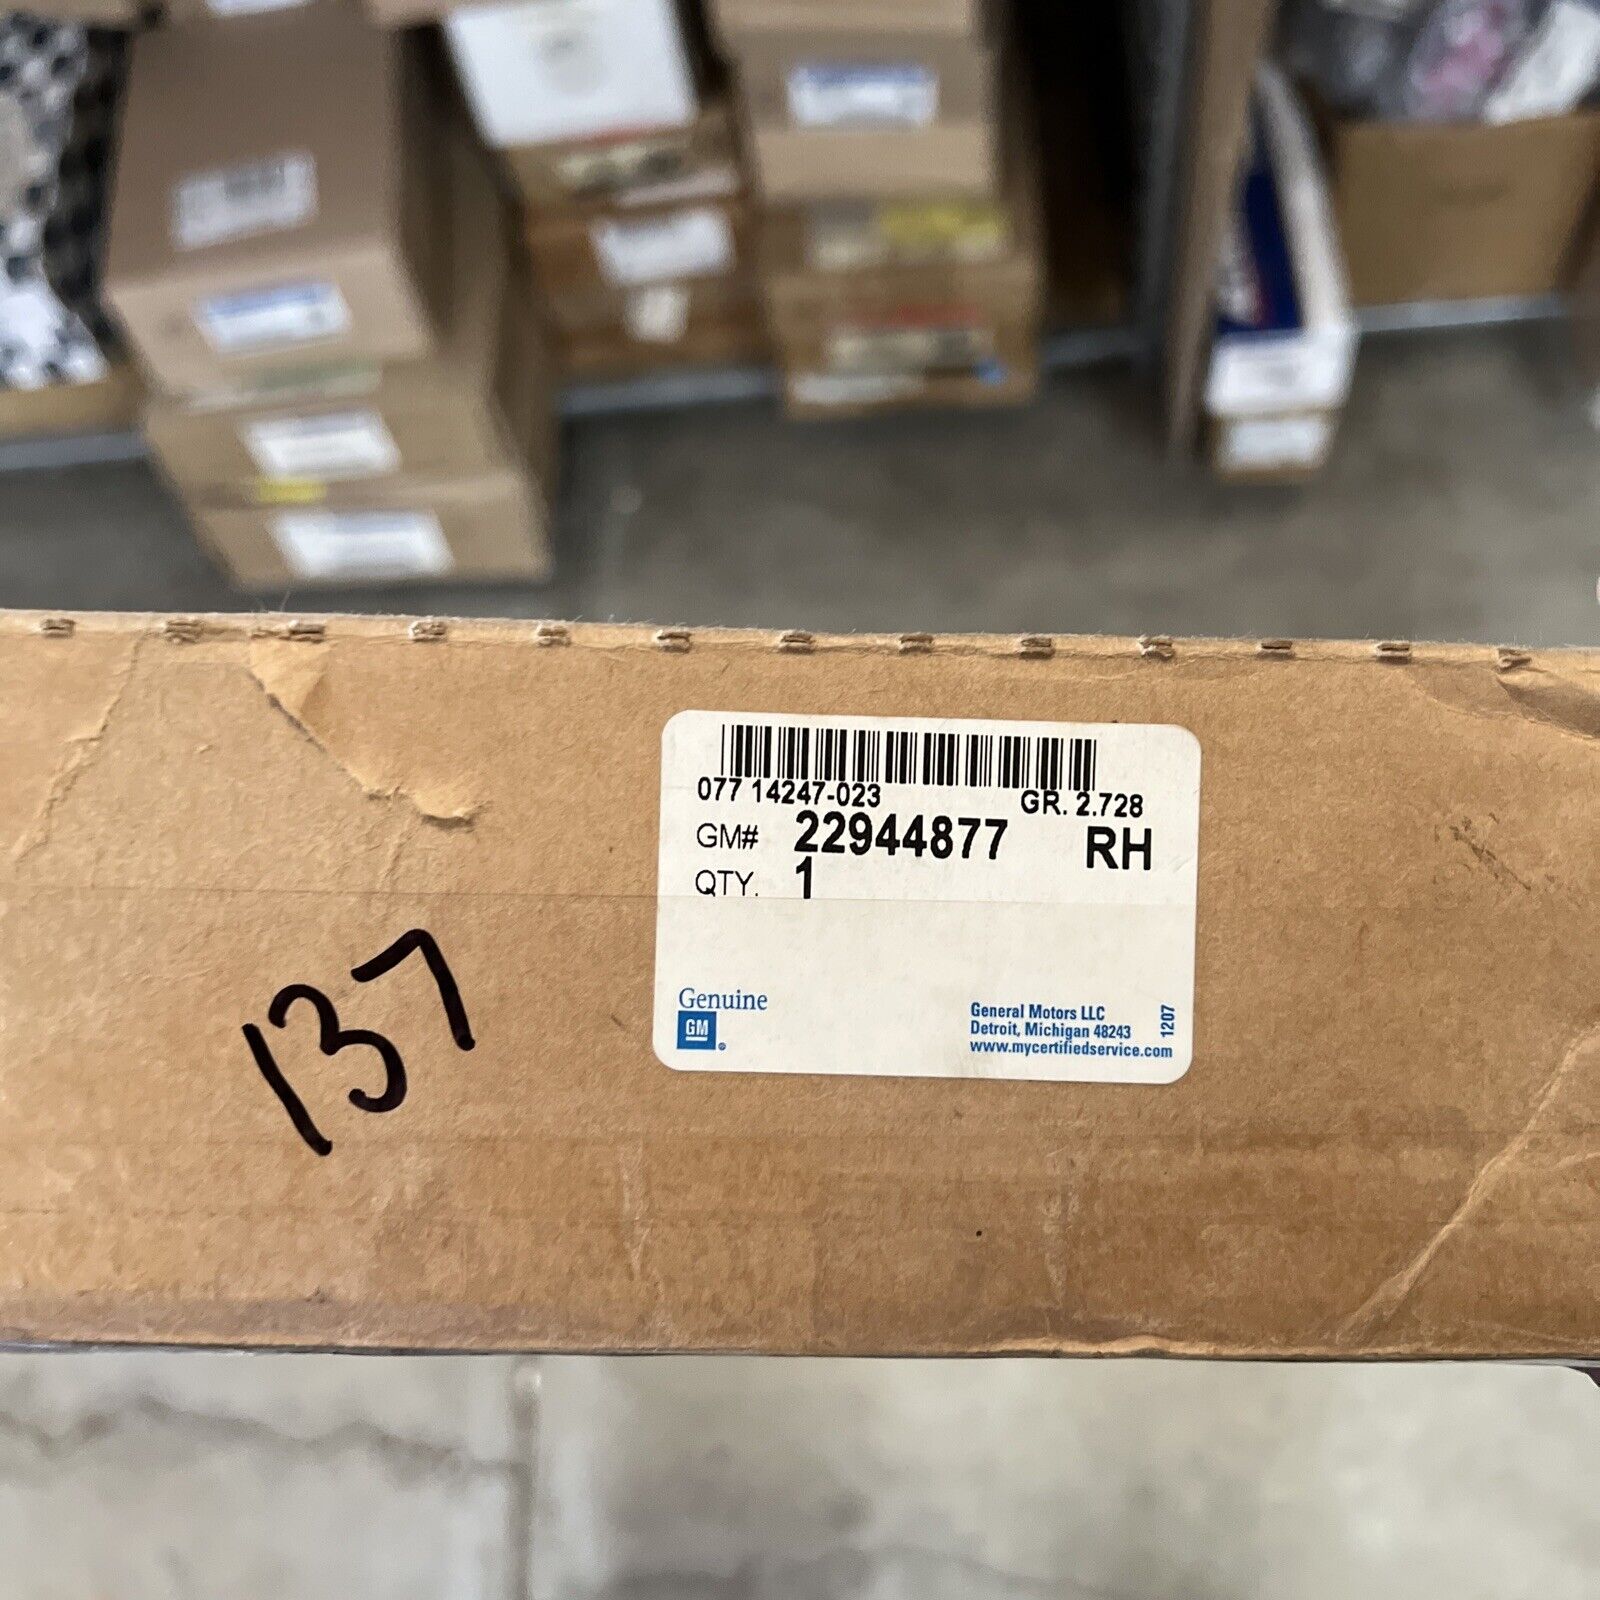 077 14247-023 GR. 2.728
GM# 22944877 RH
QTY. 1
137
Genuine
GM
General Motors LLC
Detroit, Michigan 48243
www.mycertifiedservice.com
1207